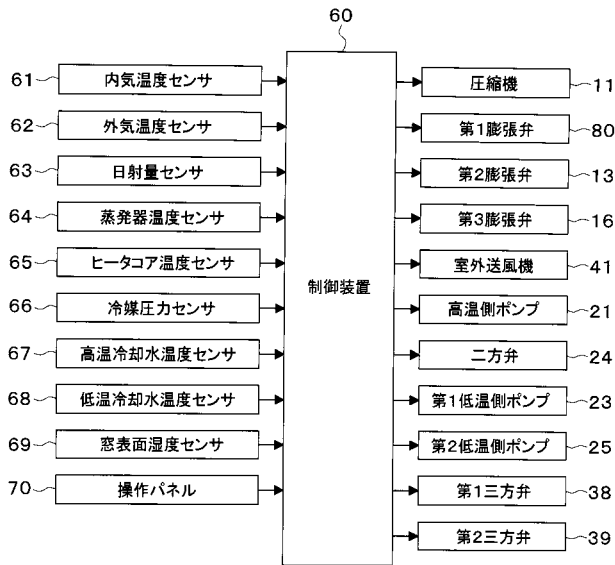 60
61 内気温度センサ
62 外気温度センサ
63 日射量センサ
64 蒸発器温度センサ
65 ヒータコア温度センサ
66 冷媒圧力センサ
67 高温冷却水温度センサ
68 低温冷却水温度センサ
69 窓表面湿度センサ
70 操作パネル
制御装置
圧縮機 11
第1膨張弁 80
第2膨張弁 13
第3膨張弁 16
室外送風機 41
高温側ポンプ 21
二方弁 24
第1低温側ポンプ 23
第2低温側ポンプ 25
第1三方弁 38
第2三方弁 39